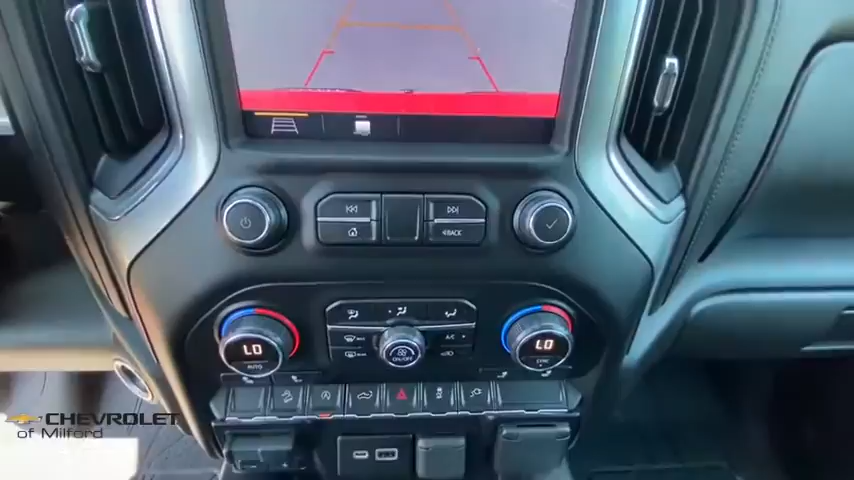 BACK
LO
ON/OFF
A/C
LO
AUTO
SYNC
CHEVROLET
of Milford